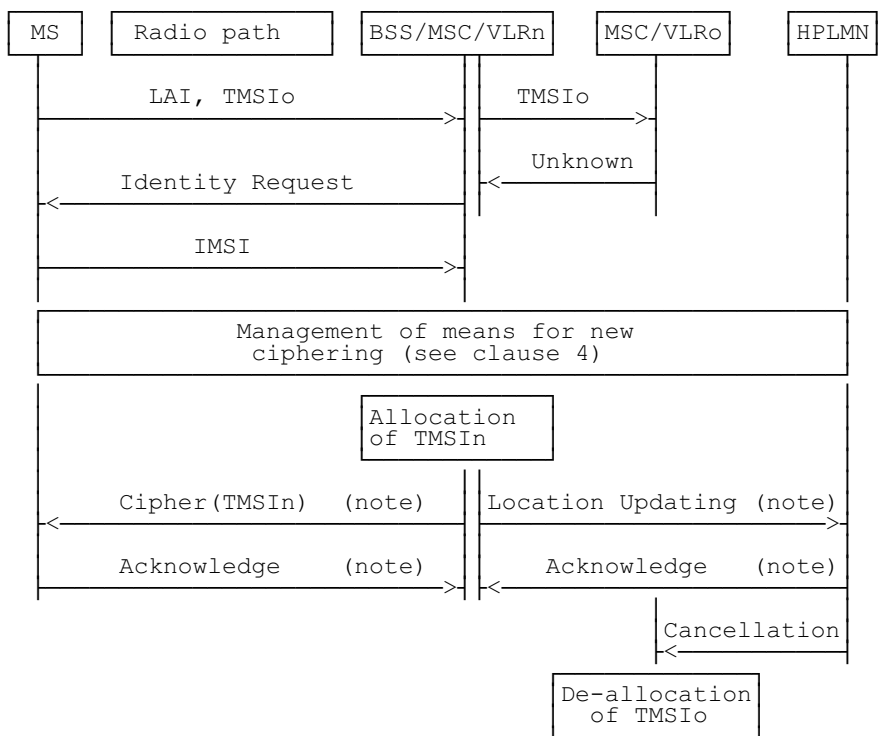 MS Radio path BSS/MSC/VLRn MSC/VLRo HPLMN
LAI, TMSIo TMSIo
Unknown
Identity Request
IMSI
Management of means for new
ciphering (see clause 4)
Allocation
of TMSIn
Cipher(TMSIn) (note) Location Updating (note)
Acknowledge (note) Acknowledge (note)
Cancellation
De-allocation
of TMSIo